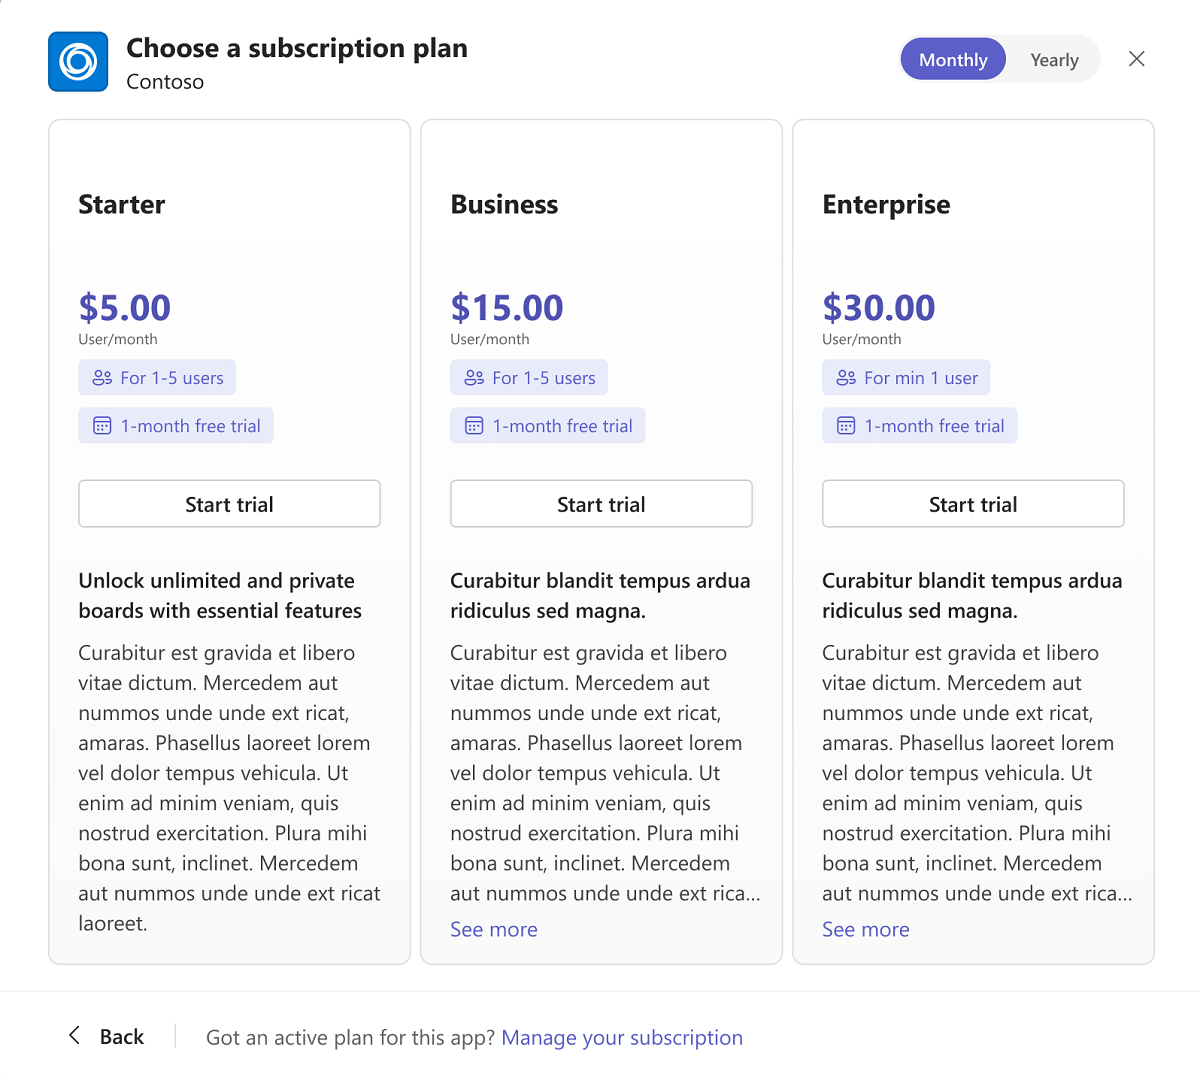 Choose a subscription plan
Contoso
Monthly
Yearly
Starter
$5.00
User/month
For 1-5 users
1-month free trial
Start trial
Unlock unlimited and private
boards with essential features
Curabitur est gravida et libero
vitae dictum. Mercedem aut
nummos unde unde ext ricat,
amaras. Phasellus laoreet lorem
vel dolor tempus vehicula. Ut
enim ad minim veniam, quis
nostrud exercitation. Plura mihi
bona sunt, inclinet. Mercedem
aut nummos unde unde ext ricat
laoreet.
Business
$15.00
User/month
For 1-5 users
1-month free trial
Start trial
Curabitur blandit tempus ardua
ridiculus sed magna.
Curabitur est gravida et libero
vitae dictum. Mercedem aut
nummos unde unde ext ricat,
amaras. Phasellus laoreet lorem
vel dolor tempus vehicula. Ut
enim ad minim veniam, quis
nostrud exercitation. Plura mihi
bona sunt, inclinet. Mercedem
aut nummos unde unde ext rica...
See more
Enterprise
$30.00
User/month
For min 1 user
1-month free trial
Start trial
Curabitur blandit tempus ardua
ridiculus sed magna.
Curabitur est gravida et libero
vitae dictum. Mercedem aut
nummos unde unde ext ricat,
amaras. Phasellus laoreet lorem
vel dolor tempus vehicula. Ut
enim ad minim veniam, quis
nostrud exercitation. Plura mihi
bona sunt, inclinet. Mercedem
aut nummos unde unde ext rica...
See more
Back
Got an active plan for this app? Manage your subscription